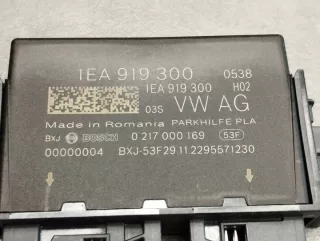 1EA 919 300 0538
1EA 919 300 H02
03S VW AG
Made in Romania PARKHILFE PLA
BXJ BOSCH 0 217 000 169 53F
00000004 BXJ-53F29 11.2295571230